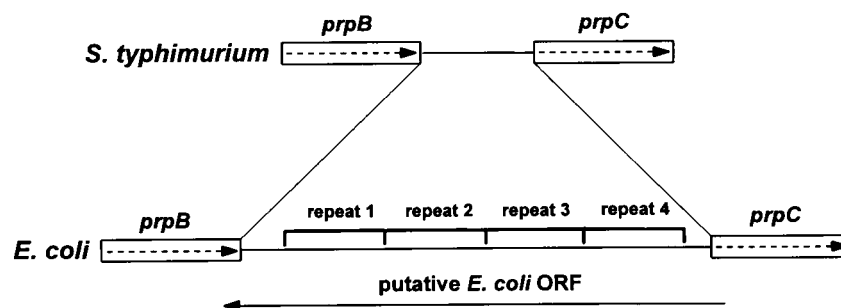 prpB prpC
S. typhimurium
repeat 1 repeat 2 repeat 3 repeat 4
prpB prpC
E. coli
putative E. coli ORF